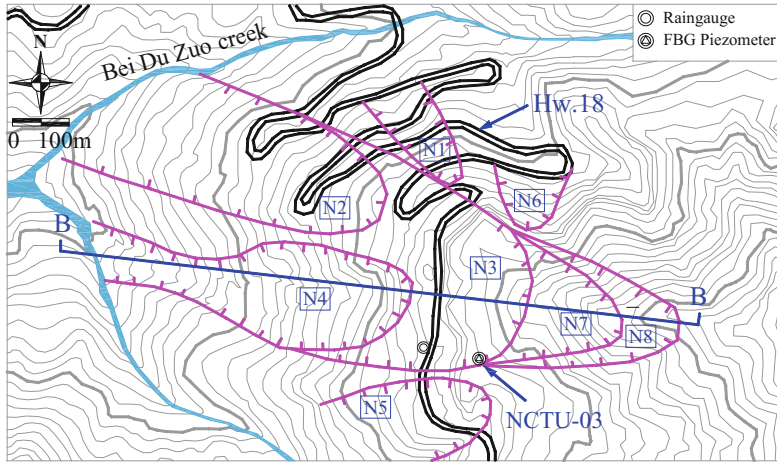 Raingauge
FBG Piezometer
Bei Du Zuo creek
N
0 100m
Hw.18
N1
N2
N6
B
N3
N4
B
N7
N8
N5
NCTU-03